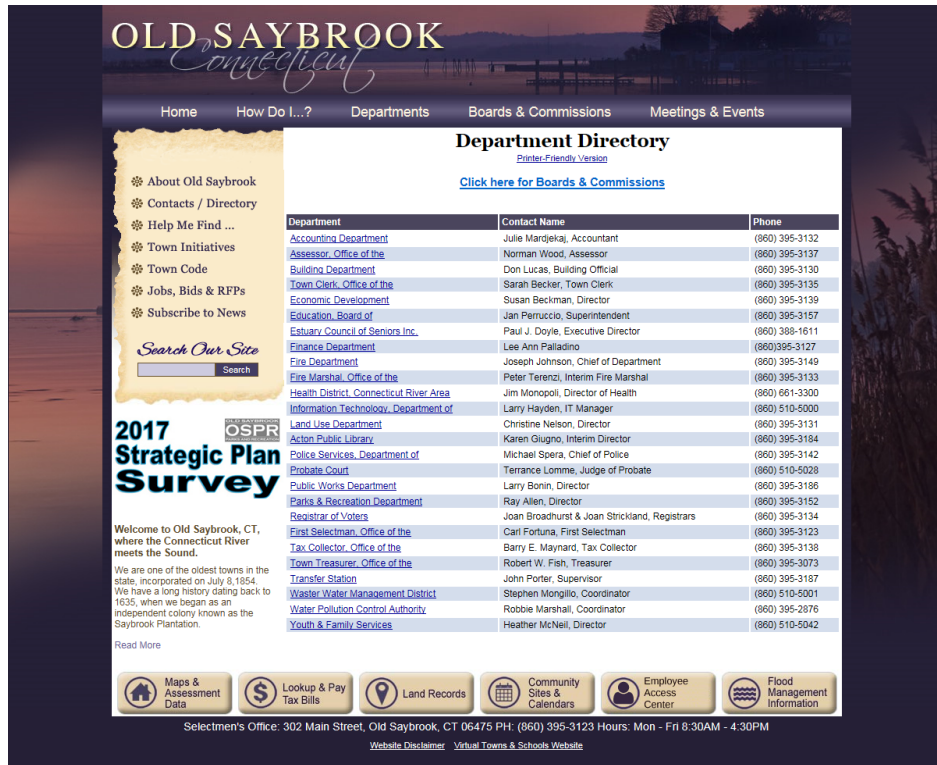 OLD SAYBROOK
Connecticut
Home How Do I...? Departments Boards & Commissions Meetings & Events
About Old Saybrook
Contacts / Directory
Help Me Find ...
Town Initiatives
Town Code
Jobs, Bids & RFPs
Subscribe to News
Search Our Site
Search
2017
OLD SAYBROOK
OSPR
PARKS AND RECREATION
Strategic Plan
Survey
Welcome to Old Saybrook, CT,
where the Connecticut River
meets the Sound.
We are one of the oldest towns in the
state, incorporated on July 8,1854.
We have a long history dating back to
1635, when we began as an
independent colony known as the
Saybrook Plantation.
Read More
Department Directory
Printer-Friendly Version
Click here for Boards & Commissions
Department Contact Name Phone
Accounting Department Julie Mardjekaj, Accountant (860) 395-3132
Assessor, Office of the Norman Wood, Assessor (860) 395-3137
Building Department Don Lucas, Building Official (860) 395-3130
Town Clerk, Office of the Sarah Becker, Town Clerk (860) 395-3135
Economic Development Susan Beckman, Director (860) 395-3139
Education, Board of Jan Perruccio, Superintendent (860) 395-3157
Estuary Council of Seniors Inc. Paul J. Doyle, Executive Director (860) 388-1611
Finance Department Lee Ann Palladino (860)395-3127
Fire Department Joseph Johnson, Chief of Department (860) 395-3149
Fire Marshal, Office of the Peter Terenzi, Interim Fire Marshal (860) 395-3133
Health District, Connecticut River Area Jim Monopoli, Director of Health (860) 661-3300
Information Technology, Department of Larry Hayden, IT Manager (860) 510-5000
Land Use Department Christine Nelson, Director (860) 395-3131
Acton Public Library Karen Giugno, Interim Director (860) 395-3184
Police Services, Department of Michael Spera, Chief of Police (860) 395-3142
Probate Court Terrance Lomme, Judge of Probate (860) 510-5028
Public Works Department Larry Bonin, Director (860) 395-3186
Parks & Recreation Department Ray Allen, Director (860) 395-3152
Registrar of Voters Joan Broadhurst & Joan Strickland, Registrars (860) 395-3134
First Selectman, Office of the Carl Fortuna, First Selectman (860) 395-3123
Tax Collector, Office of the Barry E. Maynard, Tax Collector (860) 395-3138
Town Treasurer, Office of the Robert W. Fish, Treasurer (860) 395-3073
Transfer Station John Porter, Supervisor (860) 395-3187
Waster Water Management District Stephen Mongillo, Coordinator (860) 510-5001
Water Pollution Control Authority Robbie Marshall, Coordinator (860) 395-2876
Youth & Family Services Heather McNeil, Director (860) 510-5042
Maps &
Assessment
Data
Lookup & Pay
Tax Bills
Land Records
Community
Sites &
Calendars
Employee
Access
Center
Flood
Management
Information
Selectmen's Office: 302 Main Street, Old Saybrook, CT 06475 PH: (860) 395-3123 Hours: Mon - Fri 8:30AM - 4:30PM
Website Disclaimer Virtual Towns & Schools Website